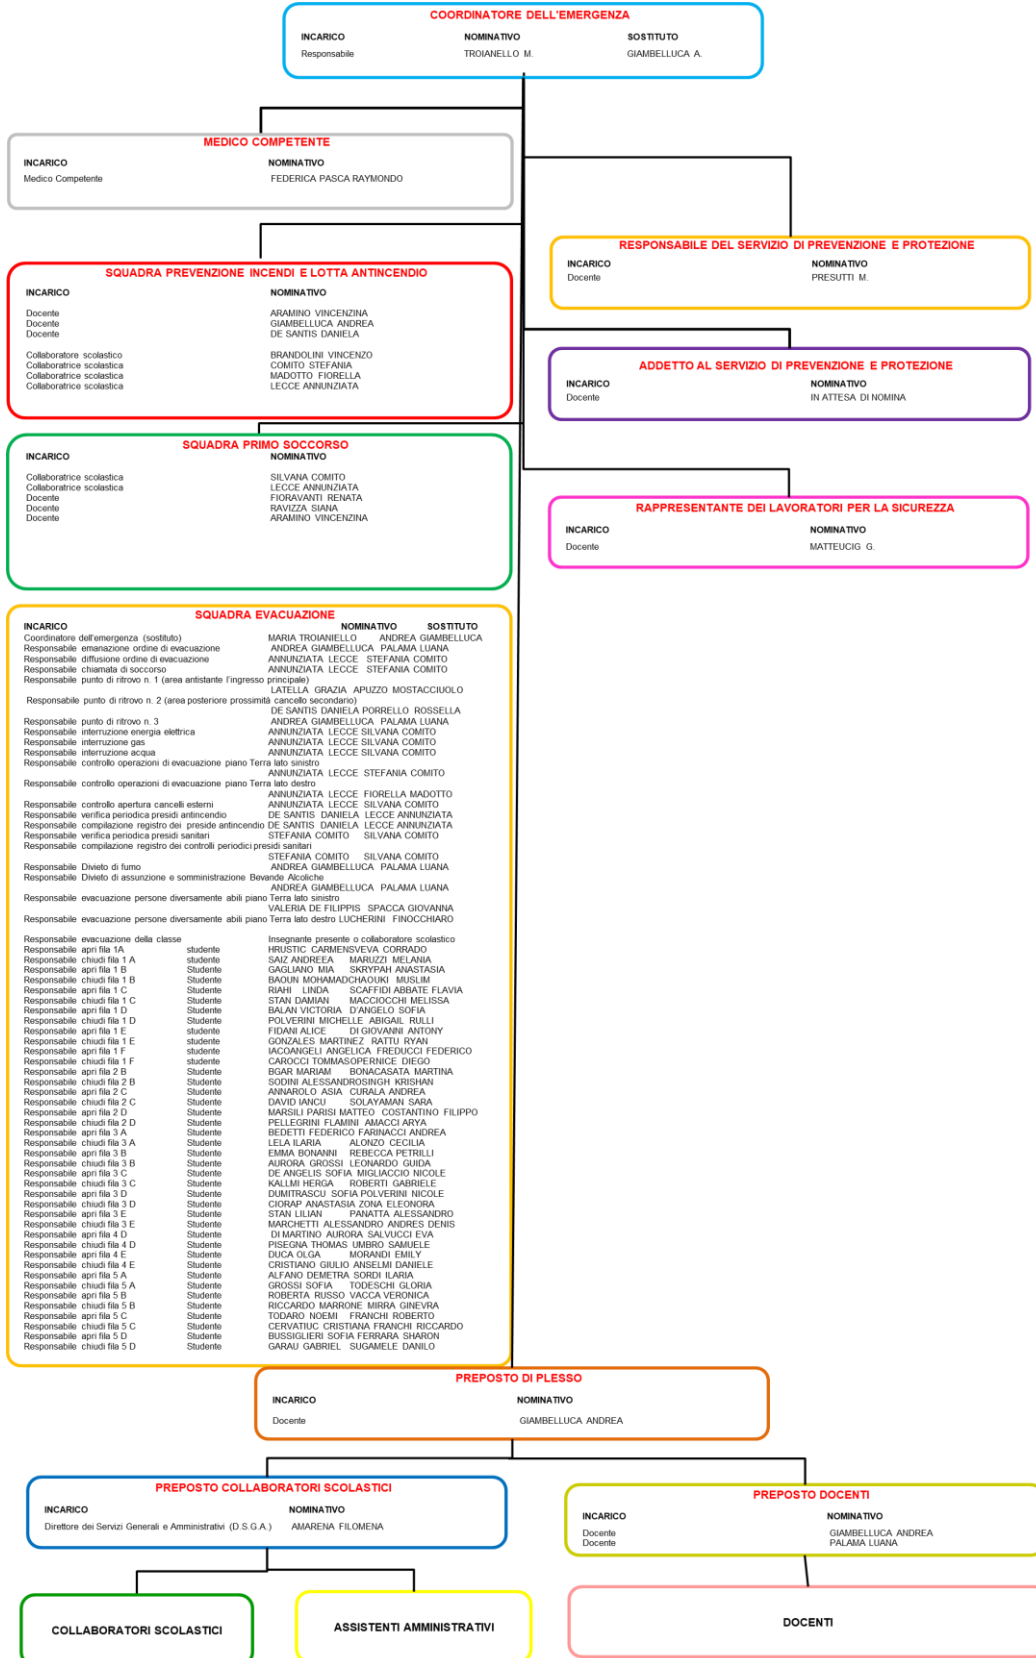 COORDINATORE DELL'EMERGENZA
INCARICO NOMINATIVO SOSTITUTO
Responsabile TROIANELLO M. GIAMBELLUCA A.
MEDICO COMPETENTE
INCARICO NOMINATIVO
Medico Competente FEDERICA PASCA RAYMONDO
RESPONSABILE DEL SERVIZIO DI PREVENZIONE E PROTEZIONE
INCARICO NOMINATIVO
Docente PRESUTTI M.
SQUADRA PREVENZIONE INCENDI E LOTTA ANTINCENDIO
INCARICO NOMINATIVO
Docente ARAMINO VINCENZINA
Docente GIAMBELLUCA ANDREA
Docente DE SANTIS DANIELA
Collaboratore scolastico BRANDOLINI VINCENZO
Collaboratrice scolastica COMITO STEFANIA
Collaboratrice scolastica MADOTTO FIORELLA
Collaboratrice scolastica LECCE ANNUNZIATA
ADDETTO AL SERVIZIO DI PREVENZIONE E PROTEZIONE
INCARICO NOMINATIVO
Docente IN ATTESA DI NOMINA
SQUADRA PRIMO SOCCORSO
INCARICO NOMINATIVO
Collaboratrice scolastica SILVANA COMITO
Collaboratrice scolastica LECCE ANNUNZIATA
Docente FIORAVANTI RENATA
Docente RAVIZZA SIANA
Docente ARAMINO VINCENZINA
RAPPRESENTANTE DEI LAVORATORI PER LA SICUREZZA
INCARICO NOMINATIVO
Docente MATTEUCIG G.
SQUADRA EVACUAZIONE
INCARICO NOMINATIVO SOSTITUTO
Coordinatore dell'emergenza (sostituto) MARIA TROIANIELLO ANDREA GIAMBELLUCA
Responsabile emanazione ordine di evacuazione ANDREA GIAMBELLUCA PALAMA LUANA
Responsabile diffusione ordine di evacuazione ANNUNZIATA LECCE STEFANIA COMITO
Responsabile chiamata di soccorso ANNUNZIATA LECCE STEFANIA COMITO
Responsabile punto di ritrovo n. 1 (area antistante l'ingresso principale)
LATELLA GRAZIA APUZZO MOSTACCIUOLO
Responsabile punto di ritrovo n. 2 (area posteriore prossimità cancello secondario)
DE SANTIS DANIELA PORRELLO ROSSELLA
Responsabile punto di ritrovo n. 3 ANDREA GIAMBELLUCA PALAMA LUANA
Responsabile interruzione energia elettrica ANNUNZIATA LECCE SILVANA COMITO
Responsabile interruzione gas ANNUNZIATA LECCE SILVANA COMITO
Responsabile interruzione acqua ANNUNZIATA LECCE SILVANA COMITO
Responsabile controllo operazioni di evacuazione piano Terra lato sinistro
ANNUNZIATA LECCE STEFANIA COMITO
Responsabile controllo operazioni di evacuazione piano Terra lato destro
ANNUNZIATA LECCE FIORELLA MADOTTO
Responsabile controllo apertura cancelli esterni ANNUNZIATA LECCE SILVANA COMITO
Responsabile verifica periodica presidi antincendio DE SANTIS DANIELA LECCE ANNUNZIATA
Responsabile compilazione registro dei preside antincendio DE SANTIS DANIELA LECCE ANNUNZIATA
Responsabile verifica periodica presidi sanitari STEFANIA COMITO SILVANA COMITO
Responsabile compilazione registro dei controlli periodici presidi sanitari
STEFANIA COMITO SILVANA COMITO
Responsabile Divieto di fumo ANDREA GIAMBELLUCA PALAMA LUANA
Responsabile Divieto di assunzione e somministrazione Bevande Alcoliche
ANDREA GIAMBELLUCA PALAMA LUANA
Responsabile evacuazione persone diversamente abili piano Terra lato sinistro
VALERIA DE FILIPPIS SPACCA GIOVANNA
Responsabile evacuazione persone diversamente abili piano Terra lato destro LUCHERINI FINOCCHIARO
Responsabile evacuazione della classe Insegnante presente o collaboratore scolastico
Responsabile apri fila 1A studente HRUSTIC CARMENSVEVA CORRADO
Responsabile chiudi fila 1 A studente SAIZ ANDREEA MARUZZI MELANIA
Responsabile apri fila 1 B Studente GAGLIANO MIA SKRYPAH ANASTASIA
Responsabile chiudi fila 1 B Studente BAOUN MOHAMADCHAOUKI MUSLIM
Responsabile apri fila 1 C Studente RIAHI LINDA SCAFFIDI ABBATE FLAVIA
Responsabile chiudi fila 1 C Studente STAN DAMIAN MACCIOCCHI MELISSA
Responsabile apri fila 1 D Studente BALAN VICTORIA D'ANGELO SOFIA
Responsabile chiudi fila 1 D Studente POLVERINI MICHELLE ABIGAIL RULLI
Responsabile apri fila 1 E studente FIDANI ALICE DI GIOVANNI ANTONY
Responsabile chiudi fila 1 E studente GONZALES MARTINEZ RATTU RYAN
Responsabile apri fila 1 F studente IACOANGELI ANGELICA FREDUCCI FEDERICO
Responsabile chiudi fila 1 F studente CAROCCI TOMMASOPERNICE DIEGO
Responsabile apri fila 2 B Studente BGAR MARIAM BONACASATA MARTINA
Responsabile chiudi fila 2 B Studente SODINI ALESSANDROSINGH KRISHAN
Responsabile apri fila 2 C Studente ANNAROLO ASIA CURALA ANDREA
Responsabile chiudi fila 2 C Studente DAVID IANCU SOLAYAMAN SARA
Responsabile apri fila 2 D Studente MARSILI PARISI MATTEO COSTANTINO FILIPPO
Responsabile chiudi fila 2 D Studente PELLEGRINI FLAMINI AMACCI ARYA
Responsabile apri fila 3 A Studente BEDETTI FEDERICO FARINACCI ANDREA
Responsabile chiudi fila 3 A Studente LELA ILARIA ALONZO CECILIA
Responsabile apri fila 3 B Studente EMMA BONANNI REBECCA PETRILLI
Responsabile chiudi fila 3 B Studente AURORA GROSSI LEONARDO GUIDA
Responsabile apri fila 3 C Studente DE ANGELIS SOFIA MIGLIACCIO NICOLE
Responsabile chiudi fila 3 C Studente KALLMI HERGA ROBERTI GABRIELE
Responsabile apri fila 3 D Studente DUMITRASCU SOFIA POLVERINI NICOLE
Responsabile chiudi fila 3 D Studente CIORAP ANASTASIA ZONA ELEONORA
Responsabile apri fila 3 E Studente STAN LILIAN PANATTA ALESSANDRO
Responsabile chiudi fila 3 E Studente MARCHETTI ALESSANDRO ANDRES DENIS
Responsabile apri fila 4 D Studente DI MARTINO AURORA SALVUCCI EVA
Responsabile chiudi fila 4 D Studente PISEGNA THOMAS UMBRO SAMUELE
Responsabile apri fila 4 E Studente DUCA OLGA MORANDI EMILY
Responsabile chiudi fila 4 E Studente CRISTIANO GIULIO ANSELMI DANIELE
Responsabile apri fila 5 A Studente ALFANO DEMETRA SORDI ILARIA
Responsabile chiudi fila 5 A Studente GROSSI SOFIA TODESCHI GLORIA
Responsabile apri fila 5 B Studente ROBERTA RUSSO VACCA VERONICA
Responsabile chiudi fila 5 B Studente RICCARDO MARRONE MIRRA GINEVRA
Responsabile apri fila 5 C Studente TODARO NOEMI FRANCHI ROBERTO
Responsabile chiudi fila 5 C Studente CERVATIUC CRISTIANA FRANCHI RICCARDO
Responsabile apri fila 5 D Studente BUSSIGLIERI SOFIA FERRARA SHARON
Responsabile chiudi fila 5 D Studente GARAU GABRIEL SUGAMELE DANILO
PREPOSTO DI PLESSO
INCARICO NOMINATIVO
Docente GIAMBELLUCA ANDREA
PREPOSTO COLLABORATORI SCOLASTICI
INCARICO NOMINATIVO
Direttore dei Servizi Generali e Amministrativi (D.S.G.A.) AMARENA FILOMENA
PREPOSTO DOCENTI
INCARICO NOMINATIVO
Docente GIAMBELLUCA ANDREA
Docente PALAMA LUANA
COLLABORATORI SCOLASTICI
ASSISTENTI AMMINISTRATIVI
DOCENTI